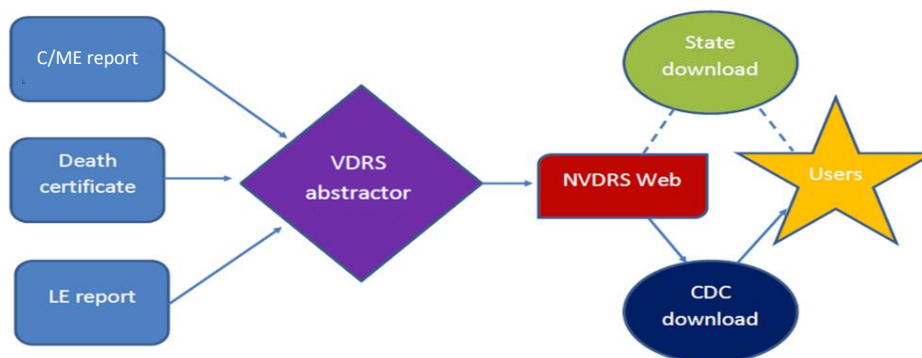 C/ME report
Death
certificate
LE report
VDRS
abstractor
NVDRS Web
State
download
Users
CDC
download